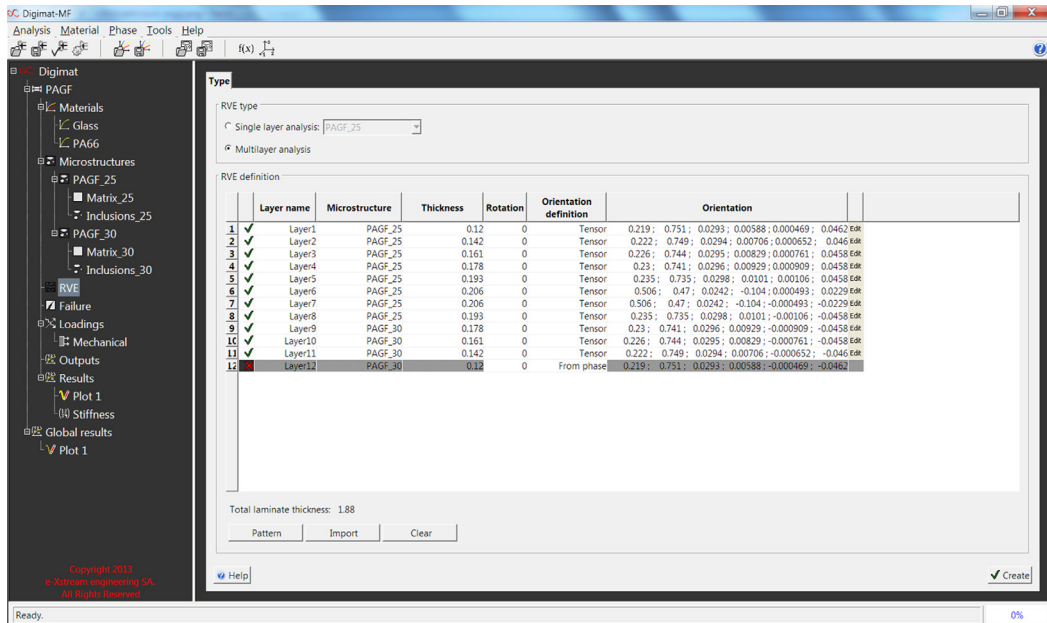 Digimat-MF
Analysis Material Phase Tools Help
f(x)
Digimat
PAGF
Materials
Glass
PA66
Microstructures
PAGF_25
Matrix_25
Inclusions_25
PAGF_30
Matrix_30
Inclusions_30
RVE
Failure
Loadings
Mechanical
Outputs
Results
Plot 1
Stiffness
Global results
Plot 1
Copyright 2013
e-Xstream engineering SA.
All Rights Reserved
Type
RVE type
Single layer analysis: PAGF_25
Multilayer analysis
RVE definition
Layer name Microstructure Thickness Rotation Orientation definition Orientation
1 Layer1 PAGF_25 0.12 0 Tensor 0.219 ; 0.751 ; 0.0293 ; 0.00588 ; 0.000469 ; 0.0462 Edit
2 Layer2 PAGF_25 0.142 0 Tensor 0.222 ; 0.749 ; 0.0294 ; 0.00706 ; 0.000652 ; 0.046 Edit
3 Layer3 PAGF_25 0.161 0 Tensor 0.226 ; 0.744 ; 0.0295 ; 0.00829 ; 0.000761 ; 0.0458 Edit
4 Layer4 PAGF_25 0.178 0 Tensor 0.23 ; 0.741 ; 0.0296 ; 0.00929 ; 0.000909 ; 0.0458 Edit
5 Layer5 PAGF_25 0.193 0 Tensor 0.235 ; 0.735 ; 0.0298 ; 0.0101 ; 0.00106 ; 0.0458 Edit
6 Layer6 PAGF_25 0.206 0 Tensor 0.506 ; 0.47 ; 0.0242 ; -0.104 ; 0.000493 ; 0.0229 Edit
7 Layer7 PAGF_25 0.206 0 Tensor 0.506 ; 0.47 ; 0.0242 ; -0.104 ; -0.000493 ; -0.0229 Edit
8 Layer8 PAGF_25 0.193 0 Tensor 0.235 ; 0.735 ; 0.0298 ; 0.0101 ; -0.00106 ; -0.0458 Edit
9 Layer9 PAGF_30 0.178 0 Tensor 0.23 ; 0.741 ; 0.0296 ; 0.00929 ; -0.000909 ; -0.0458 Edit
10 Layer10 PAGF_30 0.161 0 Tensor 0.226 ; 0.744 ; 0.0295 ; 0.00829 ; -0.000761 ; -0.0458 Edit
11 Layer11 PAGF_30 0.142 0 Tensor 0.222 ; 0.749 ; 0.0294 ; 0.00706 ; -0.000652 ; -0.046 Edit
12 Layer12 PAGF_30 0.12 0 From phase 0.219 ; 0.751 ; 0.0293 ; 0.00588 ; -0.000469 ; -0.0462
Total laminate thickness: 1.88
Pattern Import Clear
Help Create
Ready. 0%